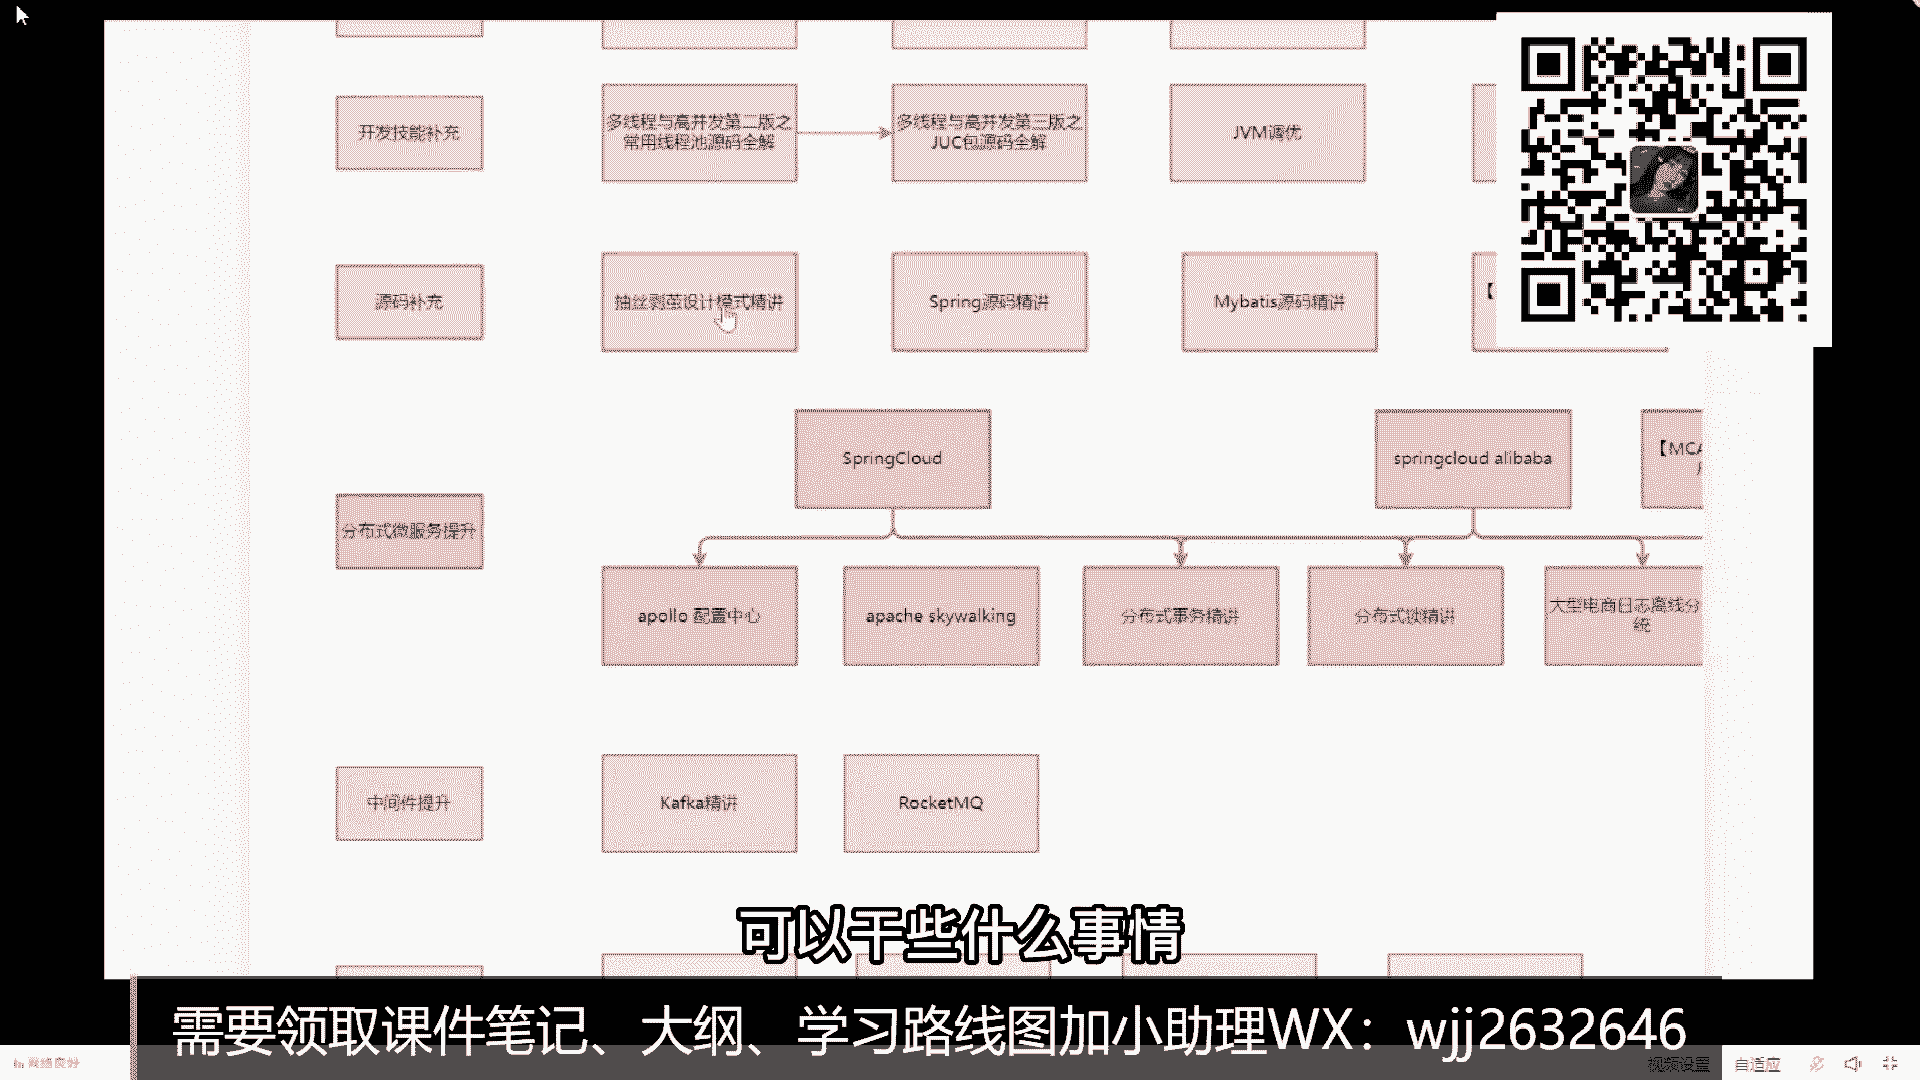 开发技能补充
多线程与高并发第二版之
常用线程池源码全解
多线程与高并发第三版之
JUC包源码全解
JVM调优
源码补充
抽丝剥茧设计模式精讲
Spring源码精讲
Mybatis源码精讲
【
SpringCloud
springcloud alibaba
【MCA
分布式微服务提升
apollo 配置中心
apache skywalking
分布式事务精讲
分布式锁精讲
大型电商日志离线分
统
中间件提升
Kafka精讲
RocketMQ
可以干些什么事情
需要领取课件笔记、大纲、学习路线图加小助理WX：wjj2632646
网络良好
视频设置
自适应